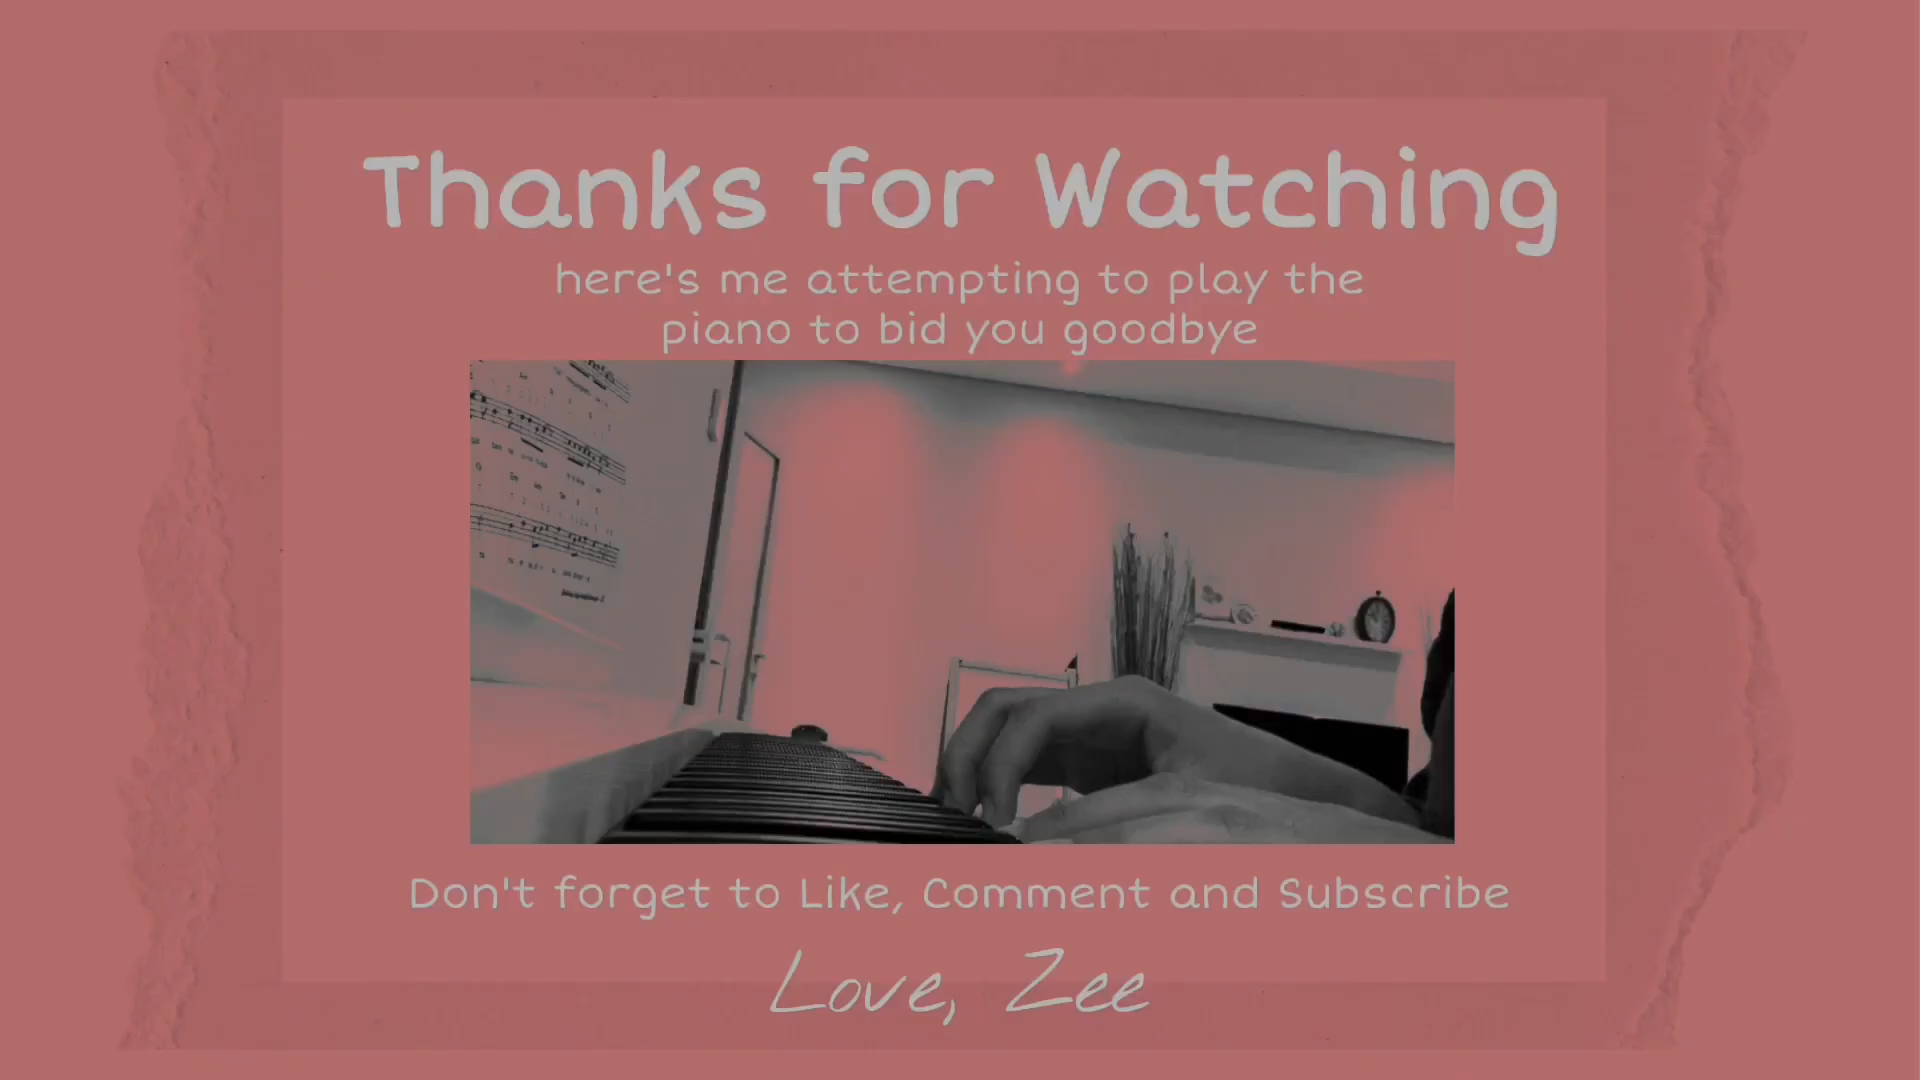 Thanks for Watching
here's me attempting to play the
piano to bid you goodbye
Don't forget to Like, Comment and Subscribe
Love, Zee